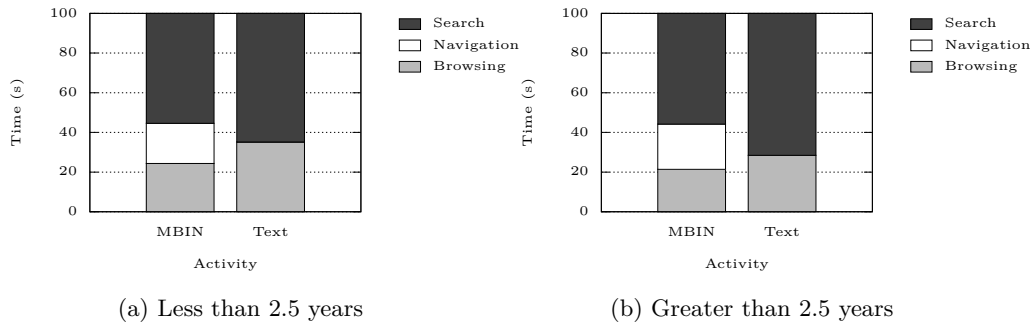 100
80
60
40
20
0
Time (s)
MBIN
Text
Activity
Search
Navigation
Browsing
(a) Less than 2.5 years
100
80
60
40
20
0
Time (s)
MBIN
Text
Activity
Search
Navigation
Browsing
(b) Greater than 2.5 years